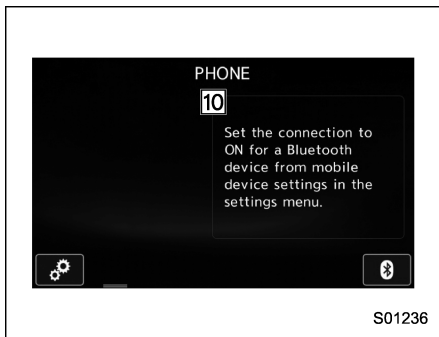 PHONE
10
Set the connection to
ON for a Bluetooth
device from mobile
device settings in the
settings menu.
S01236